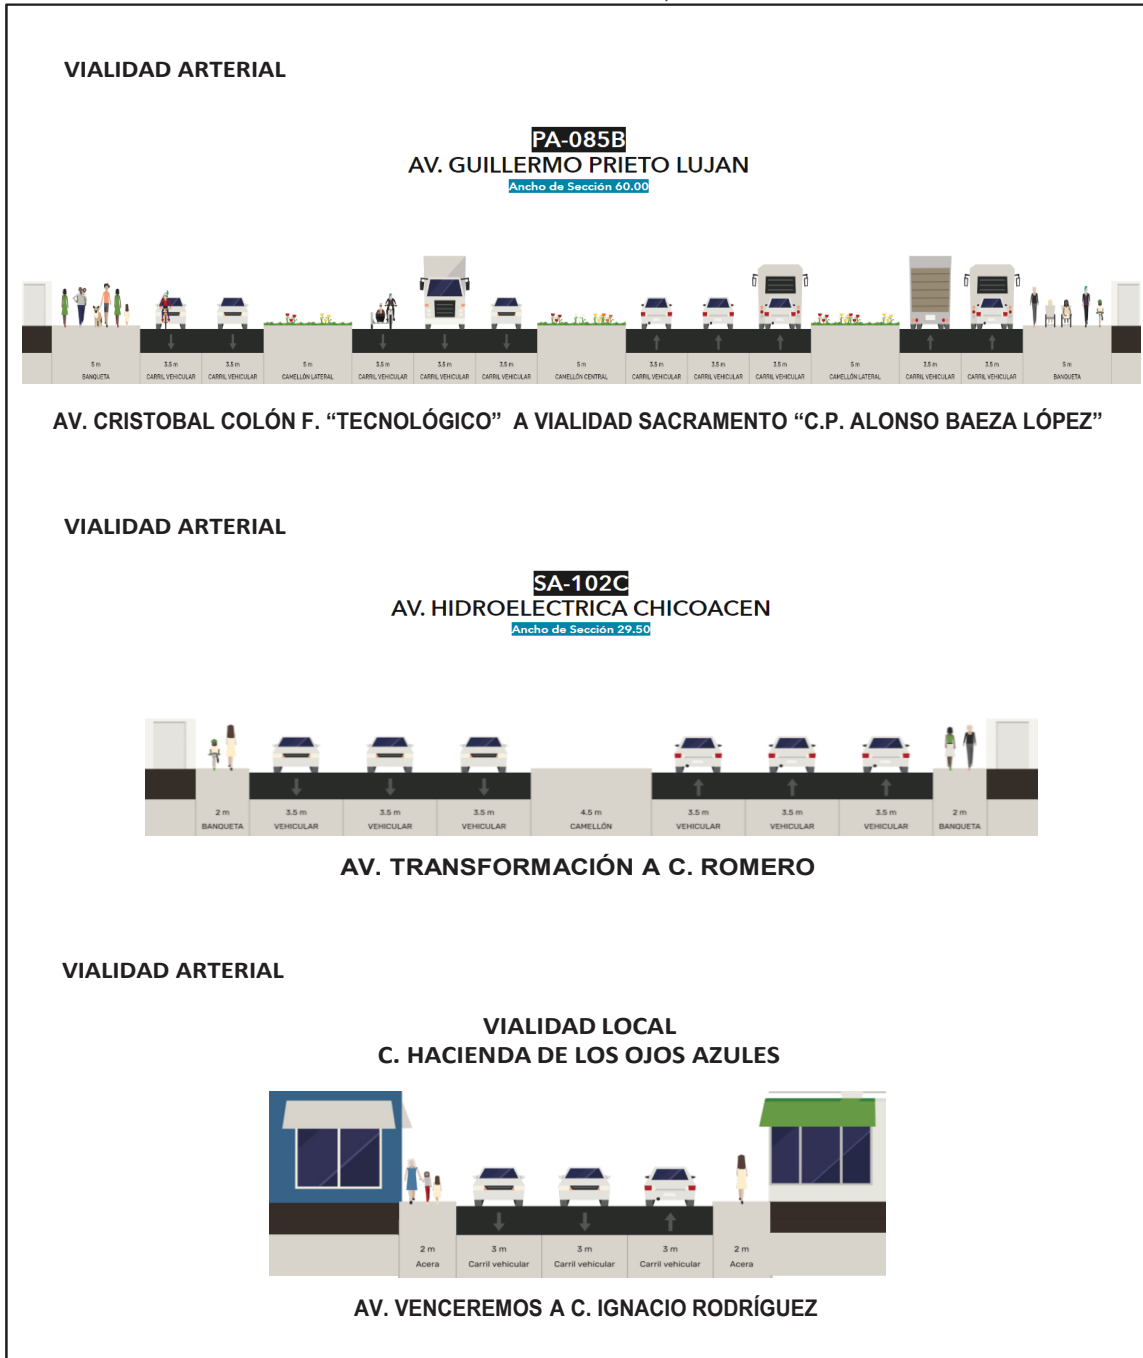 VIALIDAD ARTERIAL
PA-085B
AV. GUILLERMO PRIETO LUJAN
Ancho de Sección 60.00
5 m 3.5 m 3.5 m 5 m 3.5 m 3.5 m 3.5 m 5 m 3.5 m 3.5 m 3.5 m 5 m 3.5 m 3.5 m 5 m
BANQUETA CARRIL VEHICULAR CARRIL VEHICULAR CAMELLÓN LATERAL CARRIL VEHICULAR CARRIL VEHICULAR CARRIL VEHICULAR CAMELLÓN CENTRAL CARRIL VEHICULAR CARRIL VEHICULAR CARRIL VEHICULAR CAMELLÓN LATERAL CARRIL VEHICULAR CARRIL VEHICULAR BANQUETA
AV. CRISTOBAL COLÓN F. “TECNOLÓGICO” A VIALIDAD SACRAMENTO “C.P. ALONSO BAEZA LÓPEZ”
VIALIDAD ARTERIAL
SA-102C
AV. HIDROELECTRICA CHICOACEN
Ancho de Sección 29.50
2 m 3.5 m 3.5 m 3.5 m 4.5 m 3.5 m 3.5 m 3.5 m 2 m
BANQUETA VEHICULAR VEHICULAR VEHICULAR CAMELLÓN VEHICULAR VEHICULAR VEHICULAR BANQUETA
AV. TRANSFORMACIÓN A C. ROMERO
VIALIDAD ARTERIAL
VIALIDAD LOCAL
C. HACIENDA DE LOS OJOS AZULES
2 m 3 m 3 m 3 m 2 m
Acera Carril vehicular Carril vehicular Carril vehicular Acera
AV. VENCEREMOS A C. IGNACIO RODRÍGUEZ